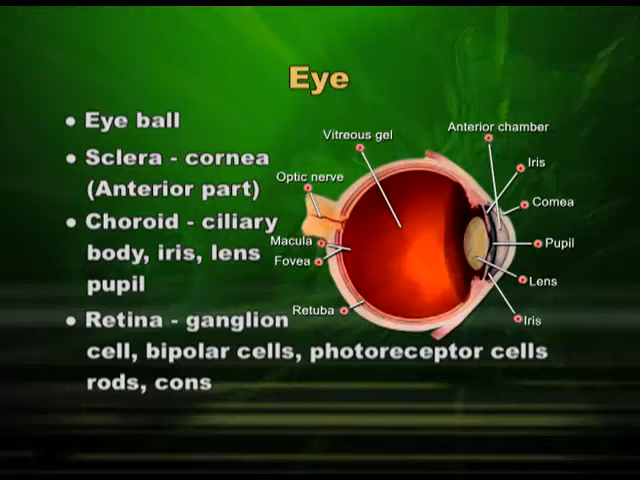 Eye
• Eye ball
• Sclera - cornea
(Anterior part)
• Choroid - ciliary
body, iris, lens
pupil
• Retina - ganglion
cell, bipolar cells, photoreceptor cells
rods, cons
Vitreous gel
Anterior chamber
Iris
Optic nerve
Cornea
Macula
Pupil
Fovea
Lens
Retuba
Iris